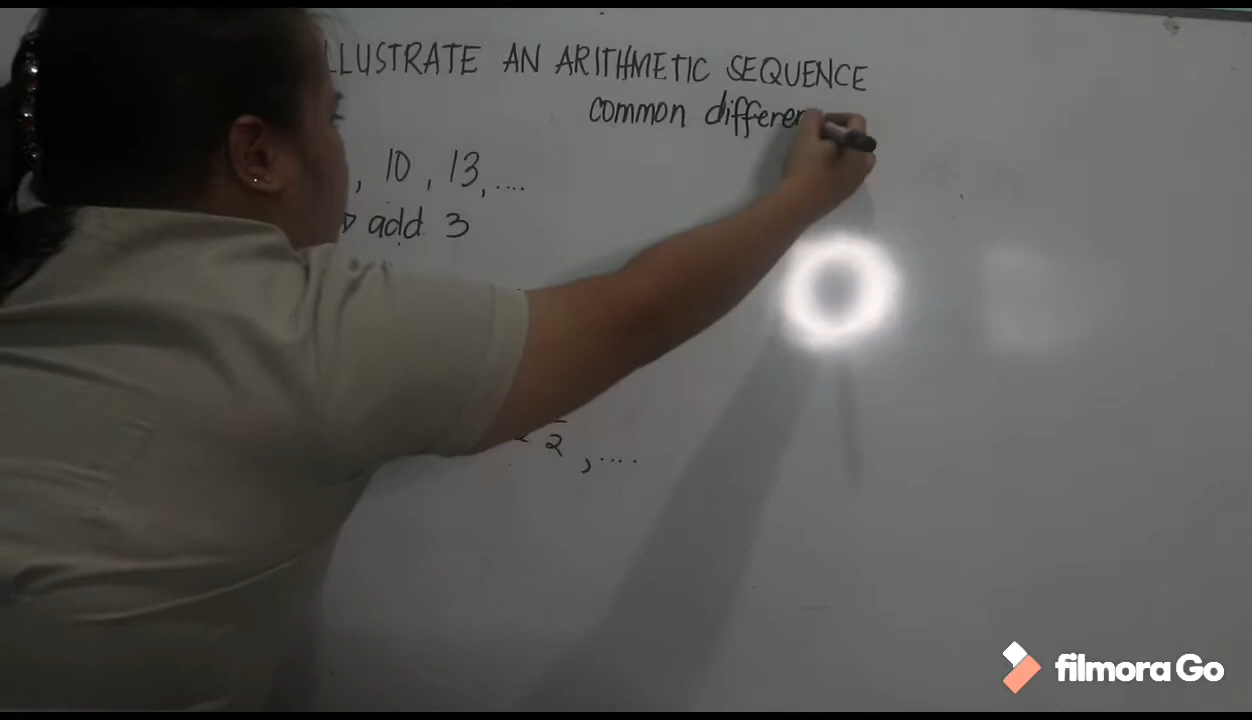 LLUSTRATE AN ARITHMETIC SEQUENCE
common differen
, 10, 13, ....
add 3
2 , ....
filmora Go